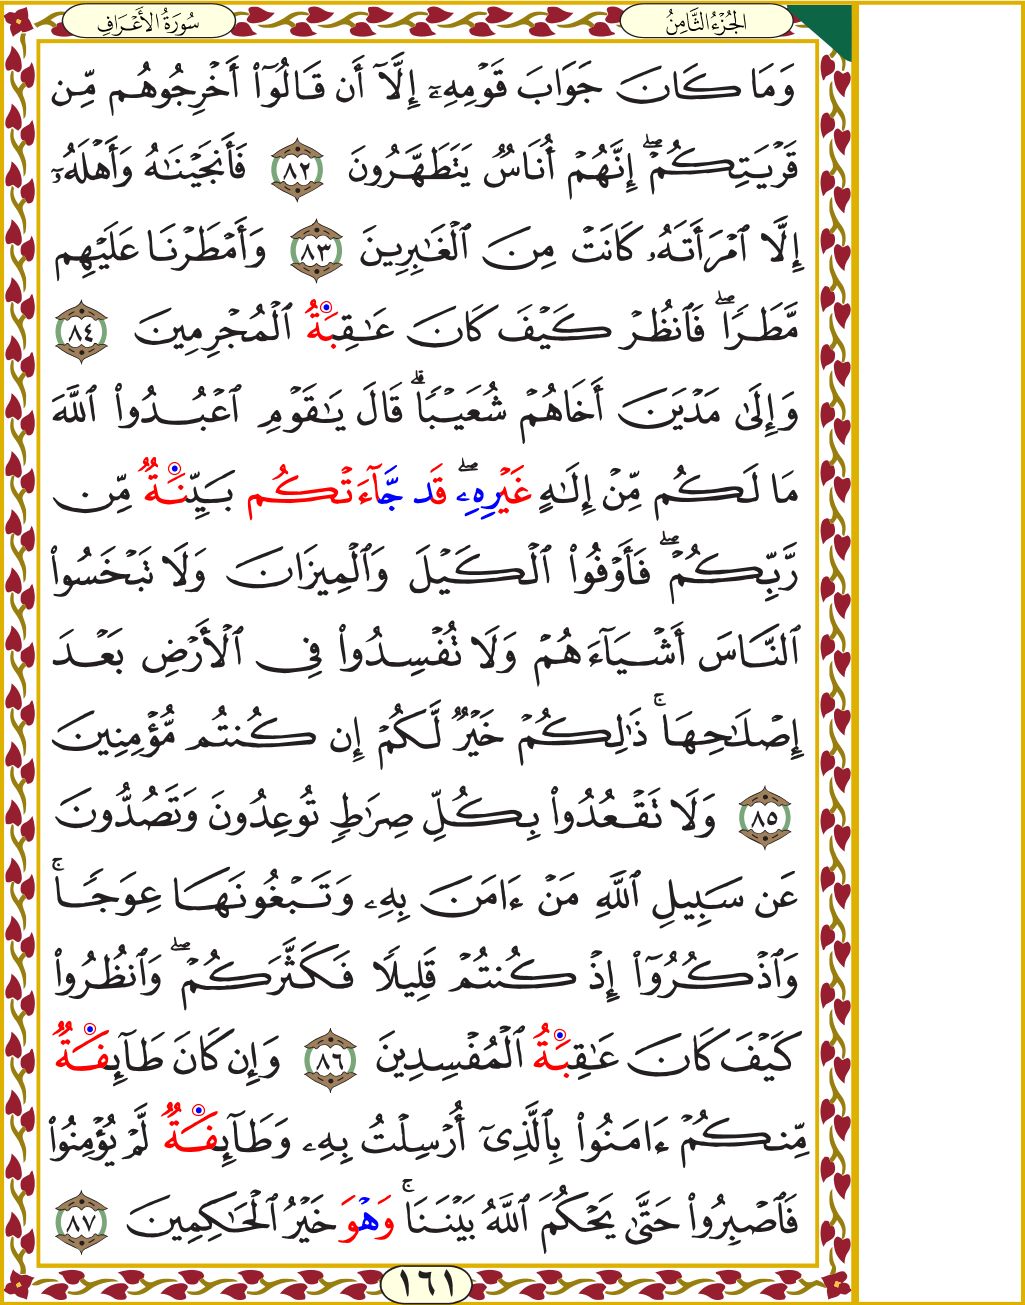 الجُزْءُ الثَّامِنُ
سُورَةُ الأَعْرَافِ
وَمَا كَانَ جَوَابَ قَوْمِهِۦٓ إِلَّآ أَن قَالُوٓاْ أَخْرِجُوهُم مِّن
قَرْيَتِكُمْۖ إِنَّهُمْ أُنَاسٞ يَتَطَهَّرُونَ ٨٢ فَأَنجَيْنَٰهُ وَأَهْلَهُۥٓ
إِلَّا ٱمْرَأَتَهُۥ كَانَتْ مِنَ ٱلْغَٰبِرِينَ ٨٣ وَأَمْطَرْنَا عَلَيْهِم
مَّطَرٗاۖ فَٱنظُرْ كَيْفَ كَانَ عَٰقِبَةُ ٱلْمُجْرِمِينَ ٨٤
وَإِلَىٰ مَدْيَنَ أَخَاهُمْ شُعَيْبٗاۗ قَالَ يَٰقَوْمِ ٱعْبُدُواْ ٱللَّهَ
مَا لَكُم مِّنْ إِلَٰهٍ غَيْرِهِۦۖ قَد جَّآءَتْكُم بَيِّنَةٞ مِّن
رَّبِّكُمْۖ فَأَوْفُواْ ٱلْكَيْلَ وَٱلْمِيزَانَ وَلَا تَبْخَسُواْ
ٱلنَّاسَ أَشْيَآءَهُمْ وَلَا تُفْسِدُواْ فِي ٱلْأَرْضِ بَعْدَ
إِصْلَٰحِهَاۚ ذَٰلِكُمْ خَيْرٞ لَّكُمْ إِن كُنتُم مُّؤْمِنِينَ
٨٥ وَلَا تَقْعُدُواْ بِكُلِّ صِرَٰطٖ تُوعِدُونَ وَتَصُدُّونَ
عَن سَبِيلِ ٱللَّهِ مَنْ ءَامَنَ بِهِۦ وَتَبْغُونَهَا عِوَجٗاۚ
وَٱذْكُرُوٓاْ إِذْ كُنتُمْ قَلِيلٗا فَكَثَّرَكُمْۖ وَٱنظُرُواْ
كَيْفَ كَانَ عَٰقِبَةُ ٱلْمُفْسِدِينَ ٨٦ وَإِن كَانَ طَآئِفَةٞ
مِّنكُمْ ءَامَنُواْ بِٱلَّذِيٓ أُرْسِلْتُ بِهِۦ وَطَآئِفَةٞ لَّمْ يُؤْمِنُواْ
فَٱصْبِرُواْ حَتَّىٰ يَحْكُمَ ٱللَّهُ بَيْنَنَاۚ وَهْوَ خَيْرُ ٱلْحَٰكِمِينَ ٨٧
١٦١